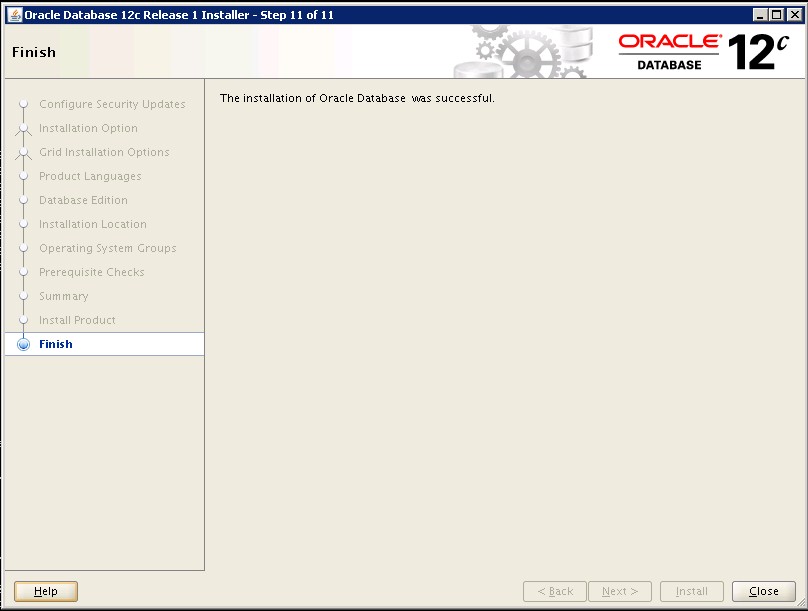 Oracle Database 12c Release 1 Installer - Step 11 of 11
Finish
ORACLE®
DATABASE
12c
Configure Security Updates
Installation Option
Grid Installation Options
Product Languages
Database Edition
Installation Location
Operating System Groups
Prerequisite Checks
Summary
Install Product
Finish
The installation of Oracle Database was successful.
Help
< Back
Next >
Install
Close